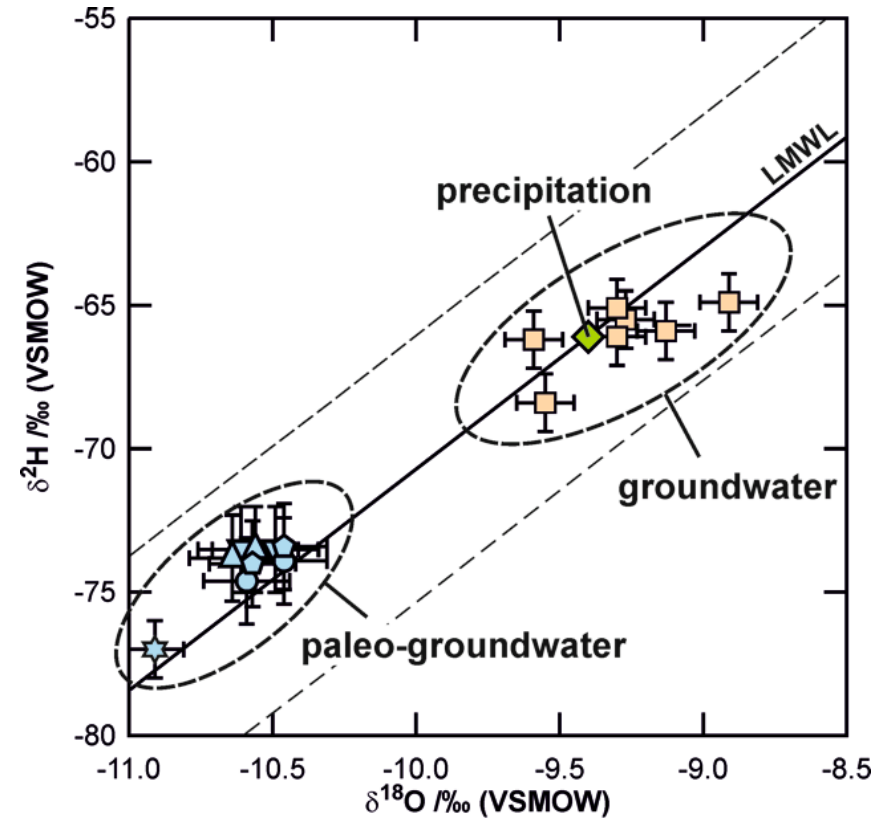 -55
-60
-65
-70
-75
-80
δ²H /‰ (VSMOW)
LMWL
precipitation
groundwater
paleo-groundwater
-11.0
-10.5
-10.0
-9.5
-9.0
-8.5
δ¹⁸O /‰ (VSMOW)